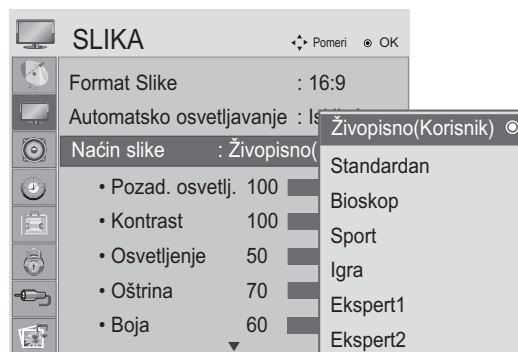 SLIKA
Pomeri OK
Format Slike : 16:9
Automatsko osvetljavanje :
Naćin slike : Živopisno(
• Pozad. osvetlj. 100
• Kontrast 100
• Osvetljenje 50
• Oštrina 70
• Boja 60
Živopisno(Korisnik)
Standardan
Bioskop
Sport
Igra
Ekspert1
Ekspert2